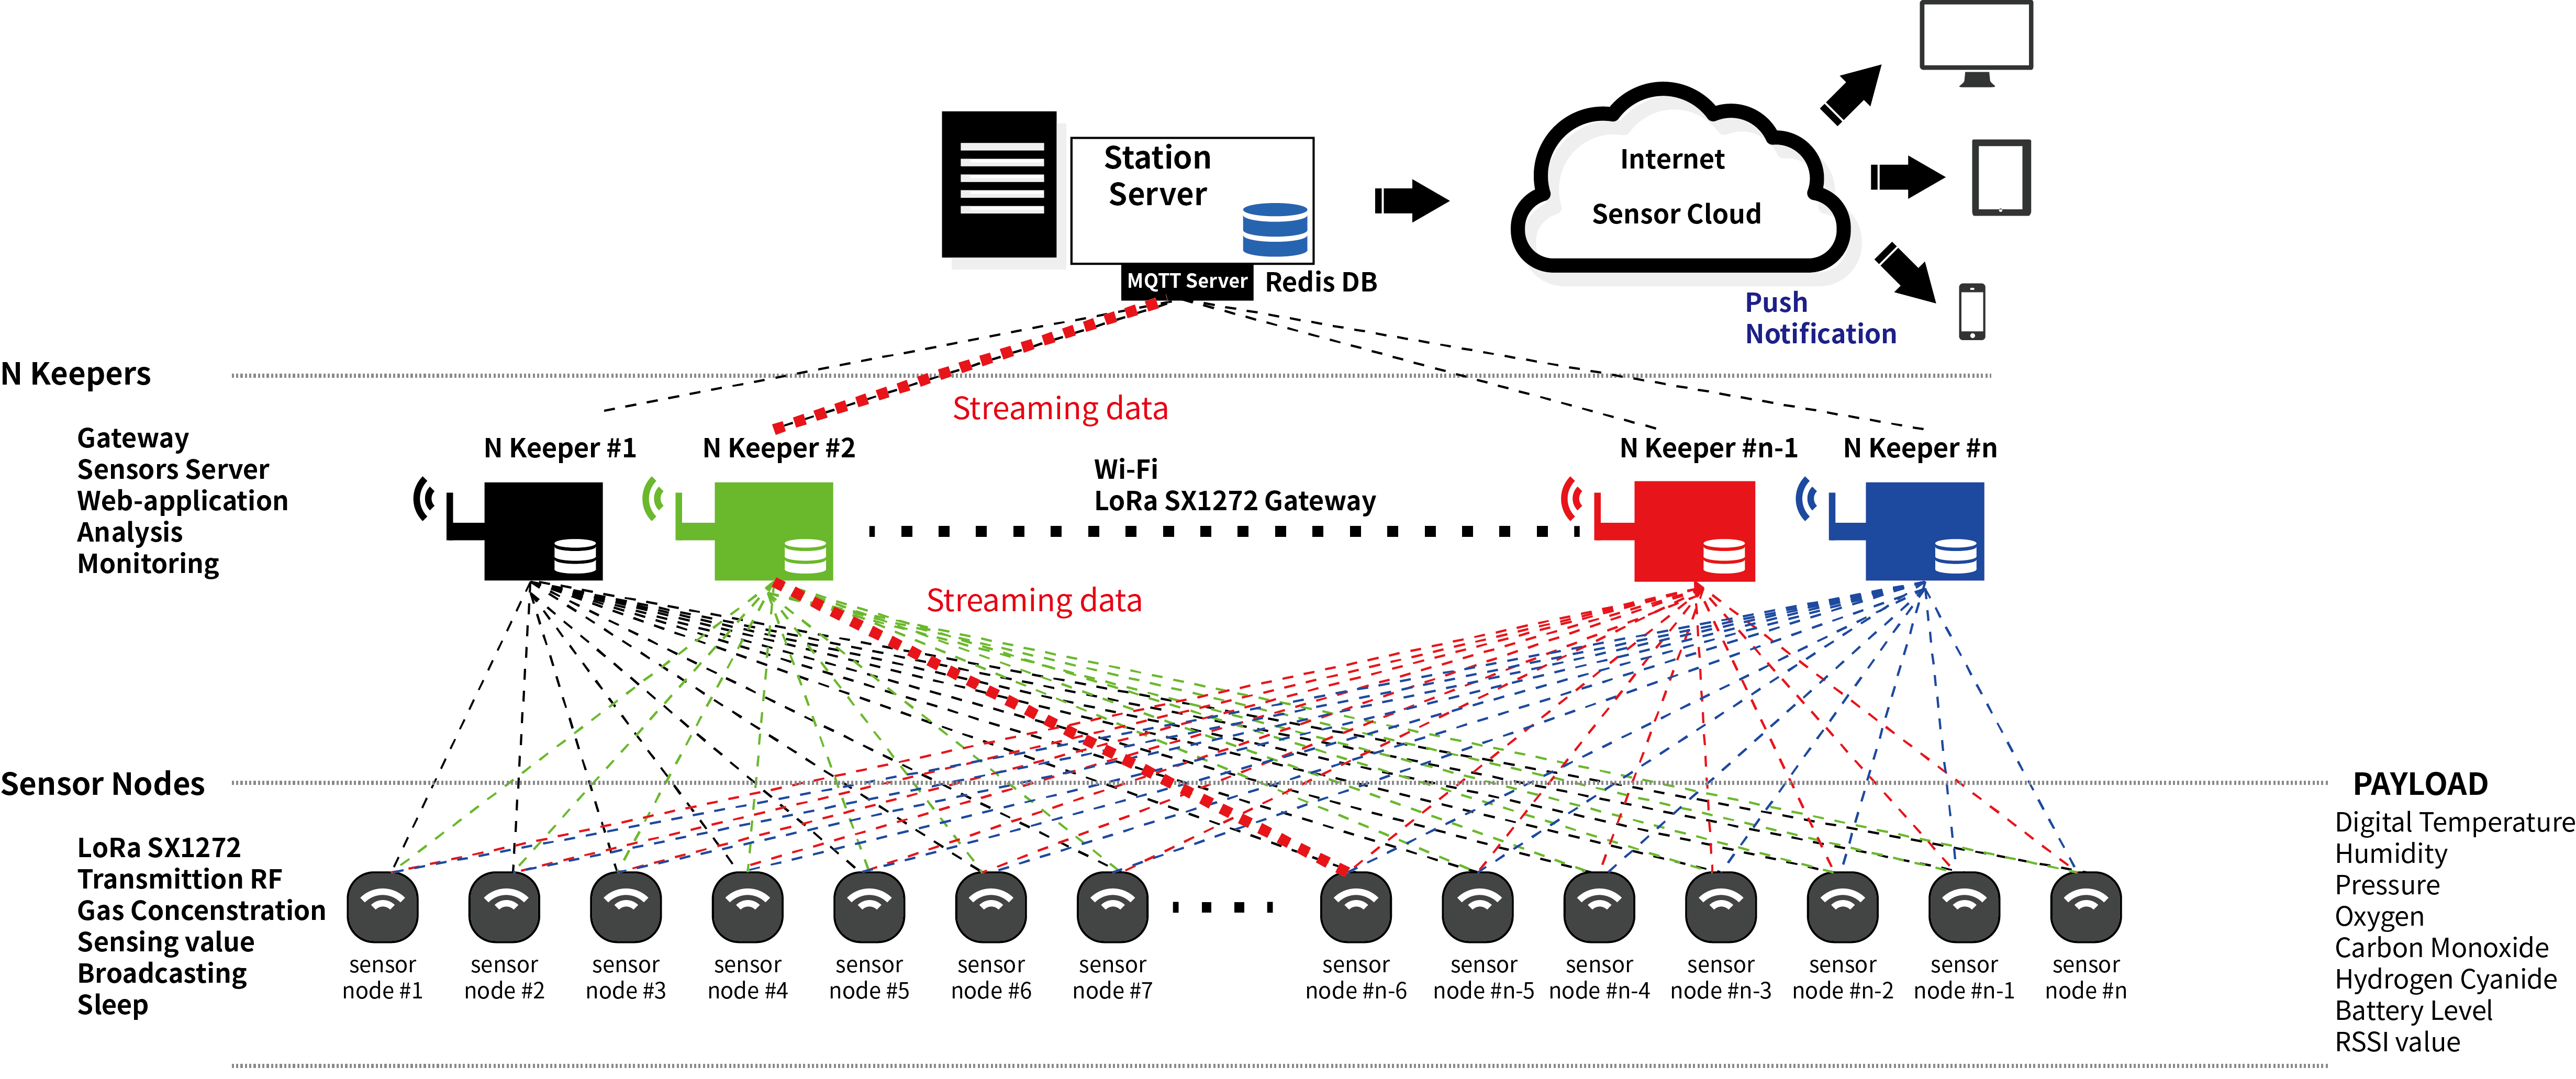 Station
Server
MQTT Server
Redis DB
Internet
Sensor Cloud
Push
Notification
N Keepers
Gateway
Sensors Server
Web-application
Analysis
Monitoring
Streaming data
N Keeper #1
N Keeper #2
N Keeper #n-1
N Keeper #n
Wi-Fi
LoRa SX1272 Gateway
Streaming data
Sensor Nodes
LoRa SX1272
Transmittion RF
Gas Concenstration
Sensing value
Broadcasting
Sleep
sensor
node #1
sensor
node #2
sensor
node #3
sensor
node #4
sensor
node #5
sensor
node #6
sensor
node #7
sensor
node #n-6
sensor
node #n-5
sensor
node #n-4
sensor
node #n-3
sensor
node #n-2
sensor
node #n-1
sensor
node #n
PAYLOAD
Digital Temperature
Humidity
Pressure
Oxygen
Carbon Monoxide
Hydrogen Cyanide
Battery Level
RSSI value